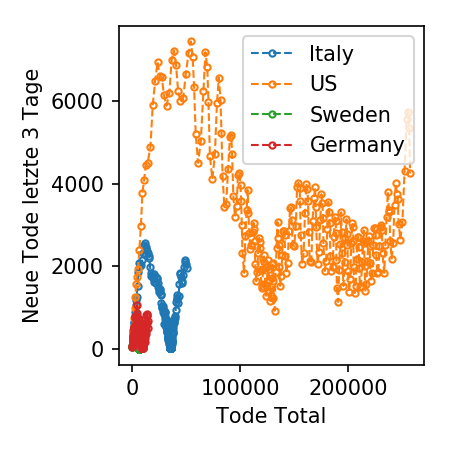 Italy
US
Sweden
Germany
Neue Tode letzte 3 Tage
6000
4000
2000
0
0 100000 200000
Tode Total